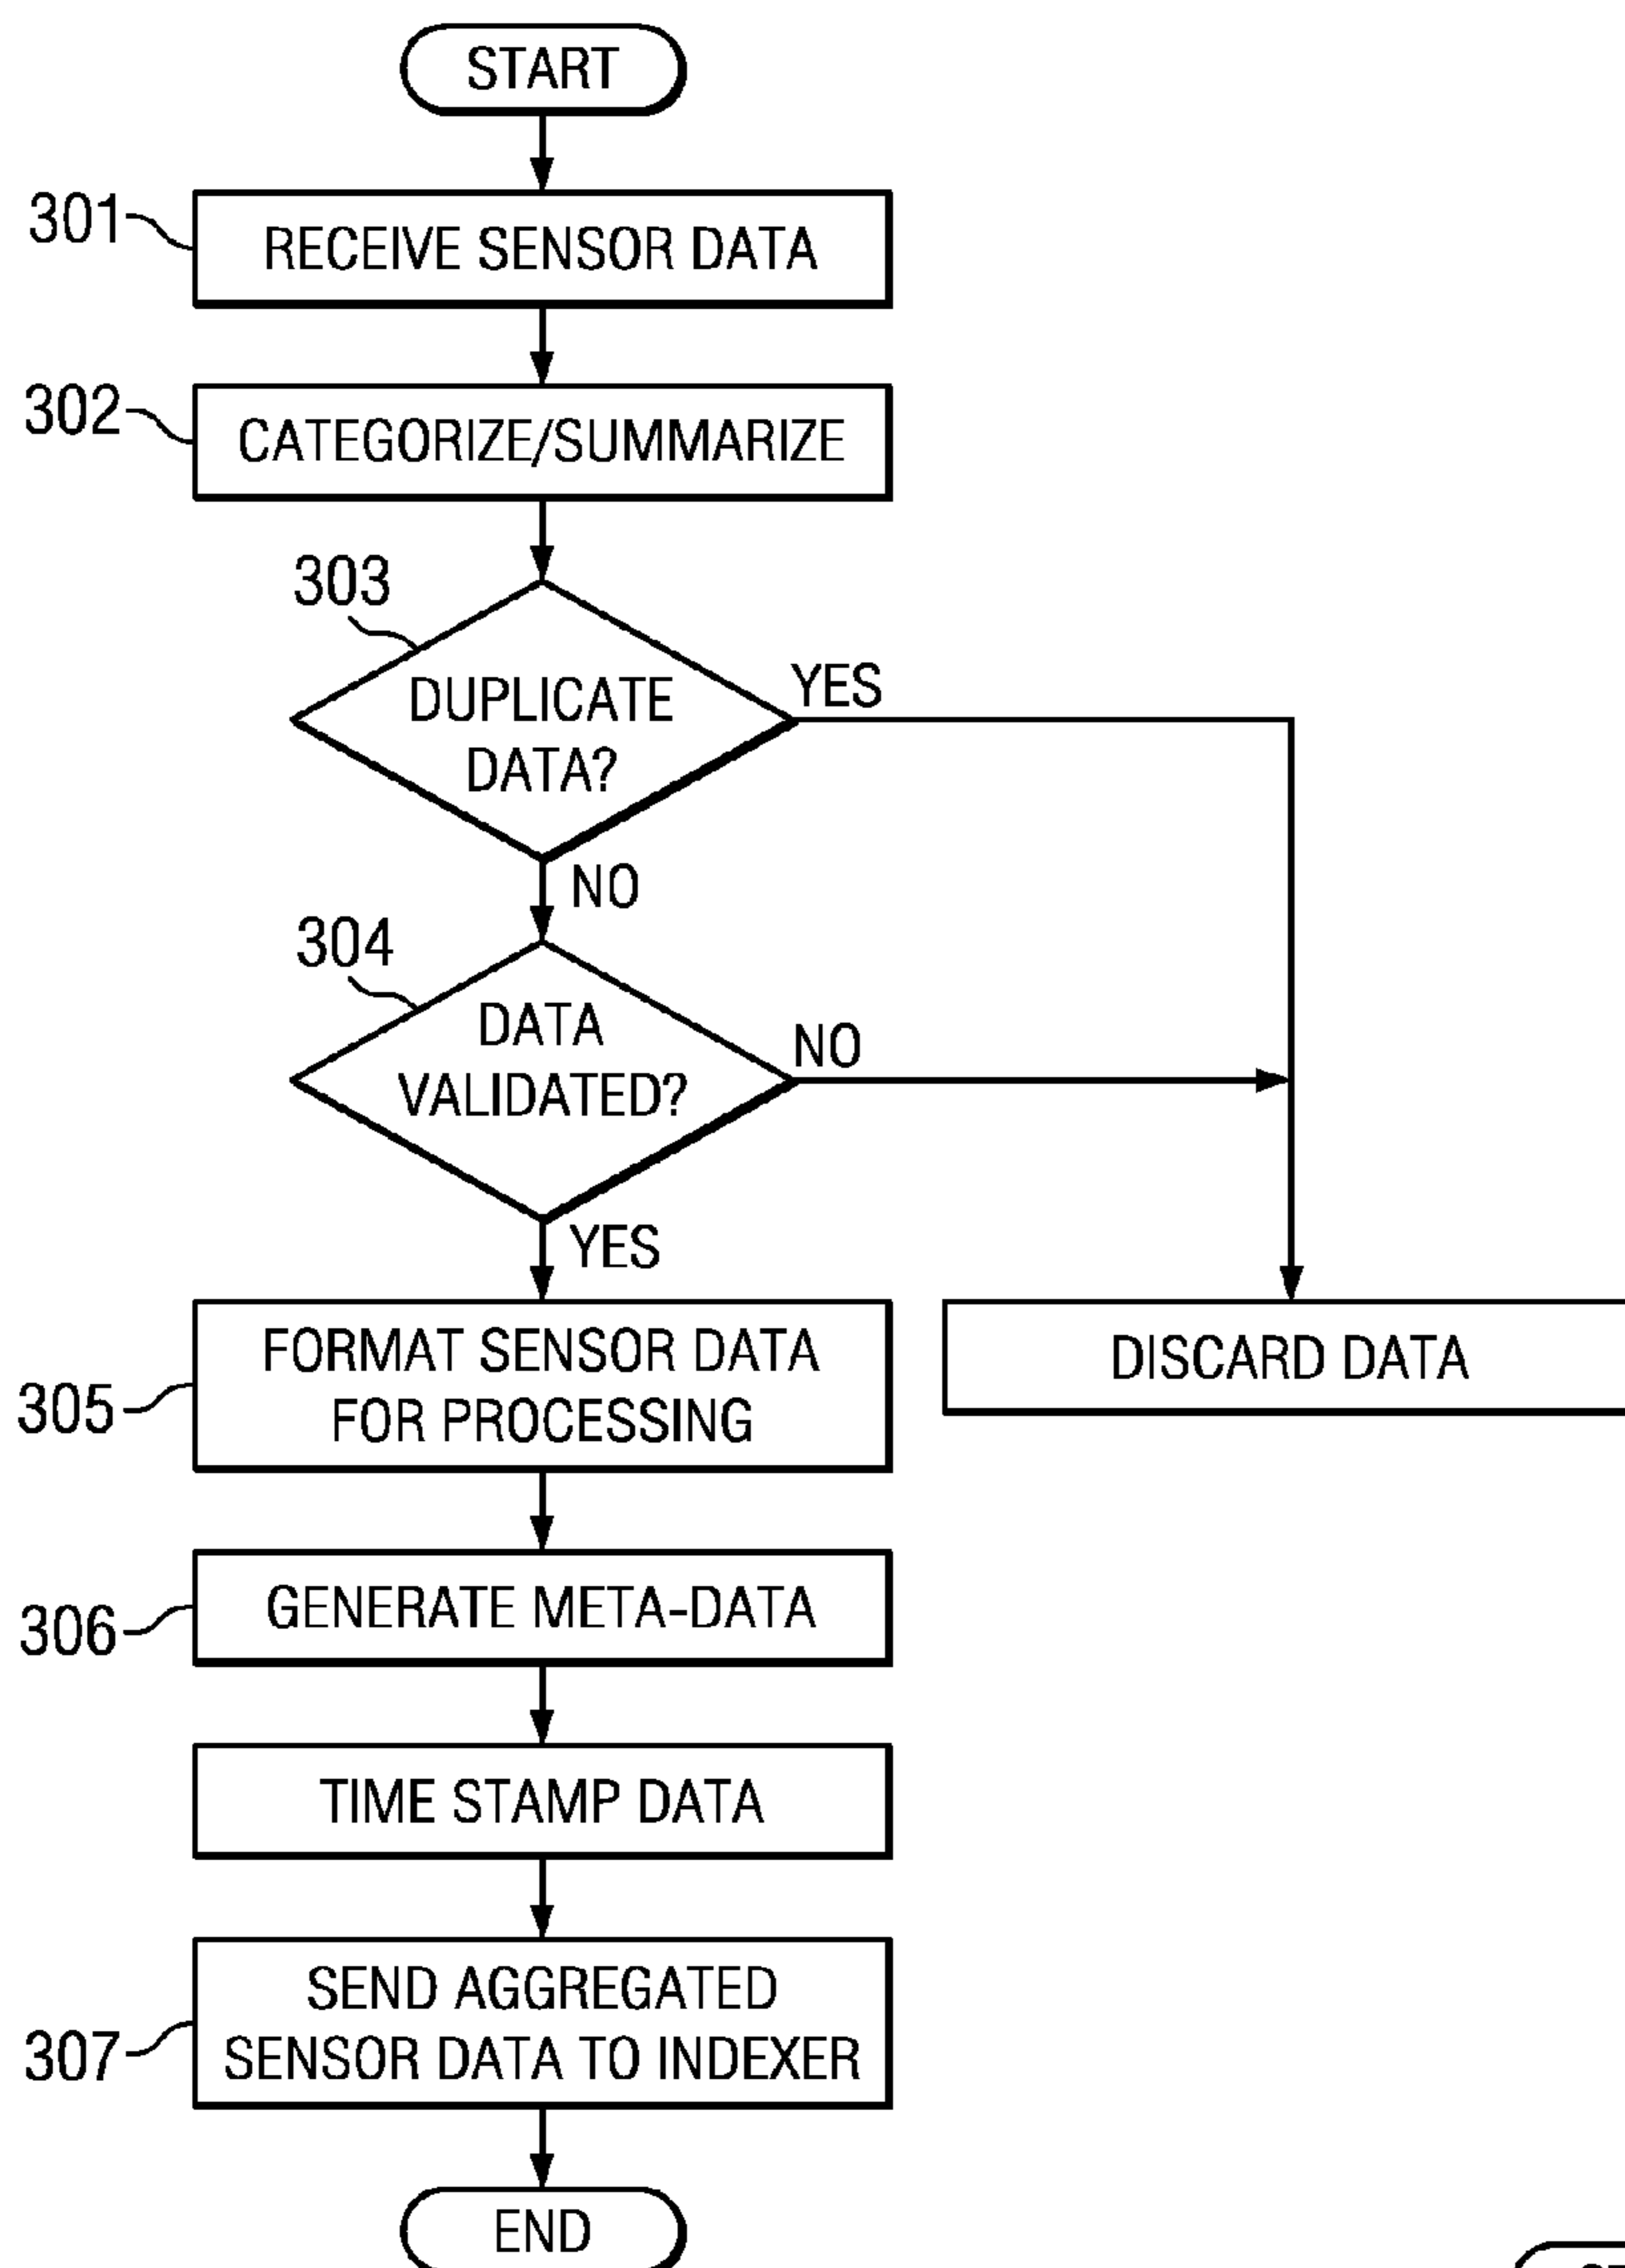 START
301
RECEIVE SENSOR DATA
302
CATEGORIZE/SUMMARIZE
303
DUPLICATE
DATA?
YES
NO
304
DATA
VALIDATED?
NO
YES
305
FORMAT SENSOR DATA
FOR PROCESSING
DISCARD DATA
306
GENERATE META-DATA
TIME STAMP DATA
307
SEND AGGREGATED
SENSOR DATA TO INDEXER
END